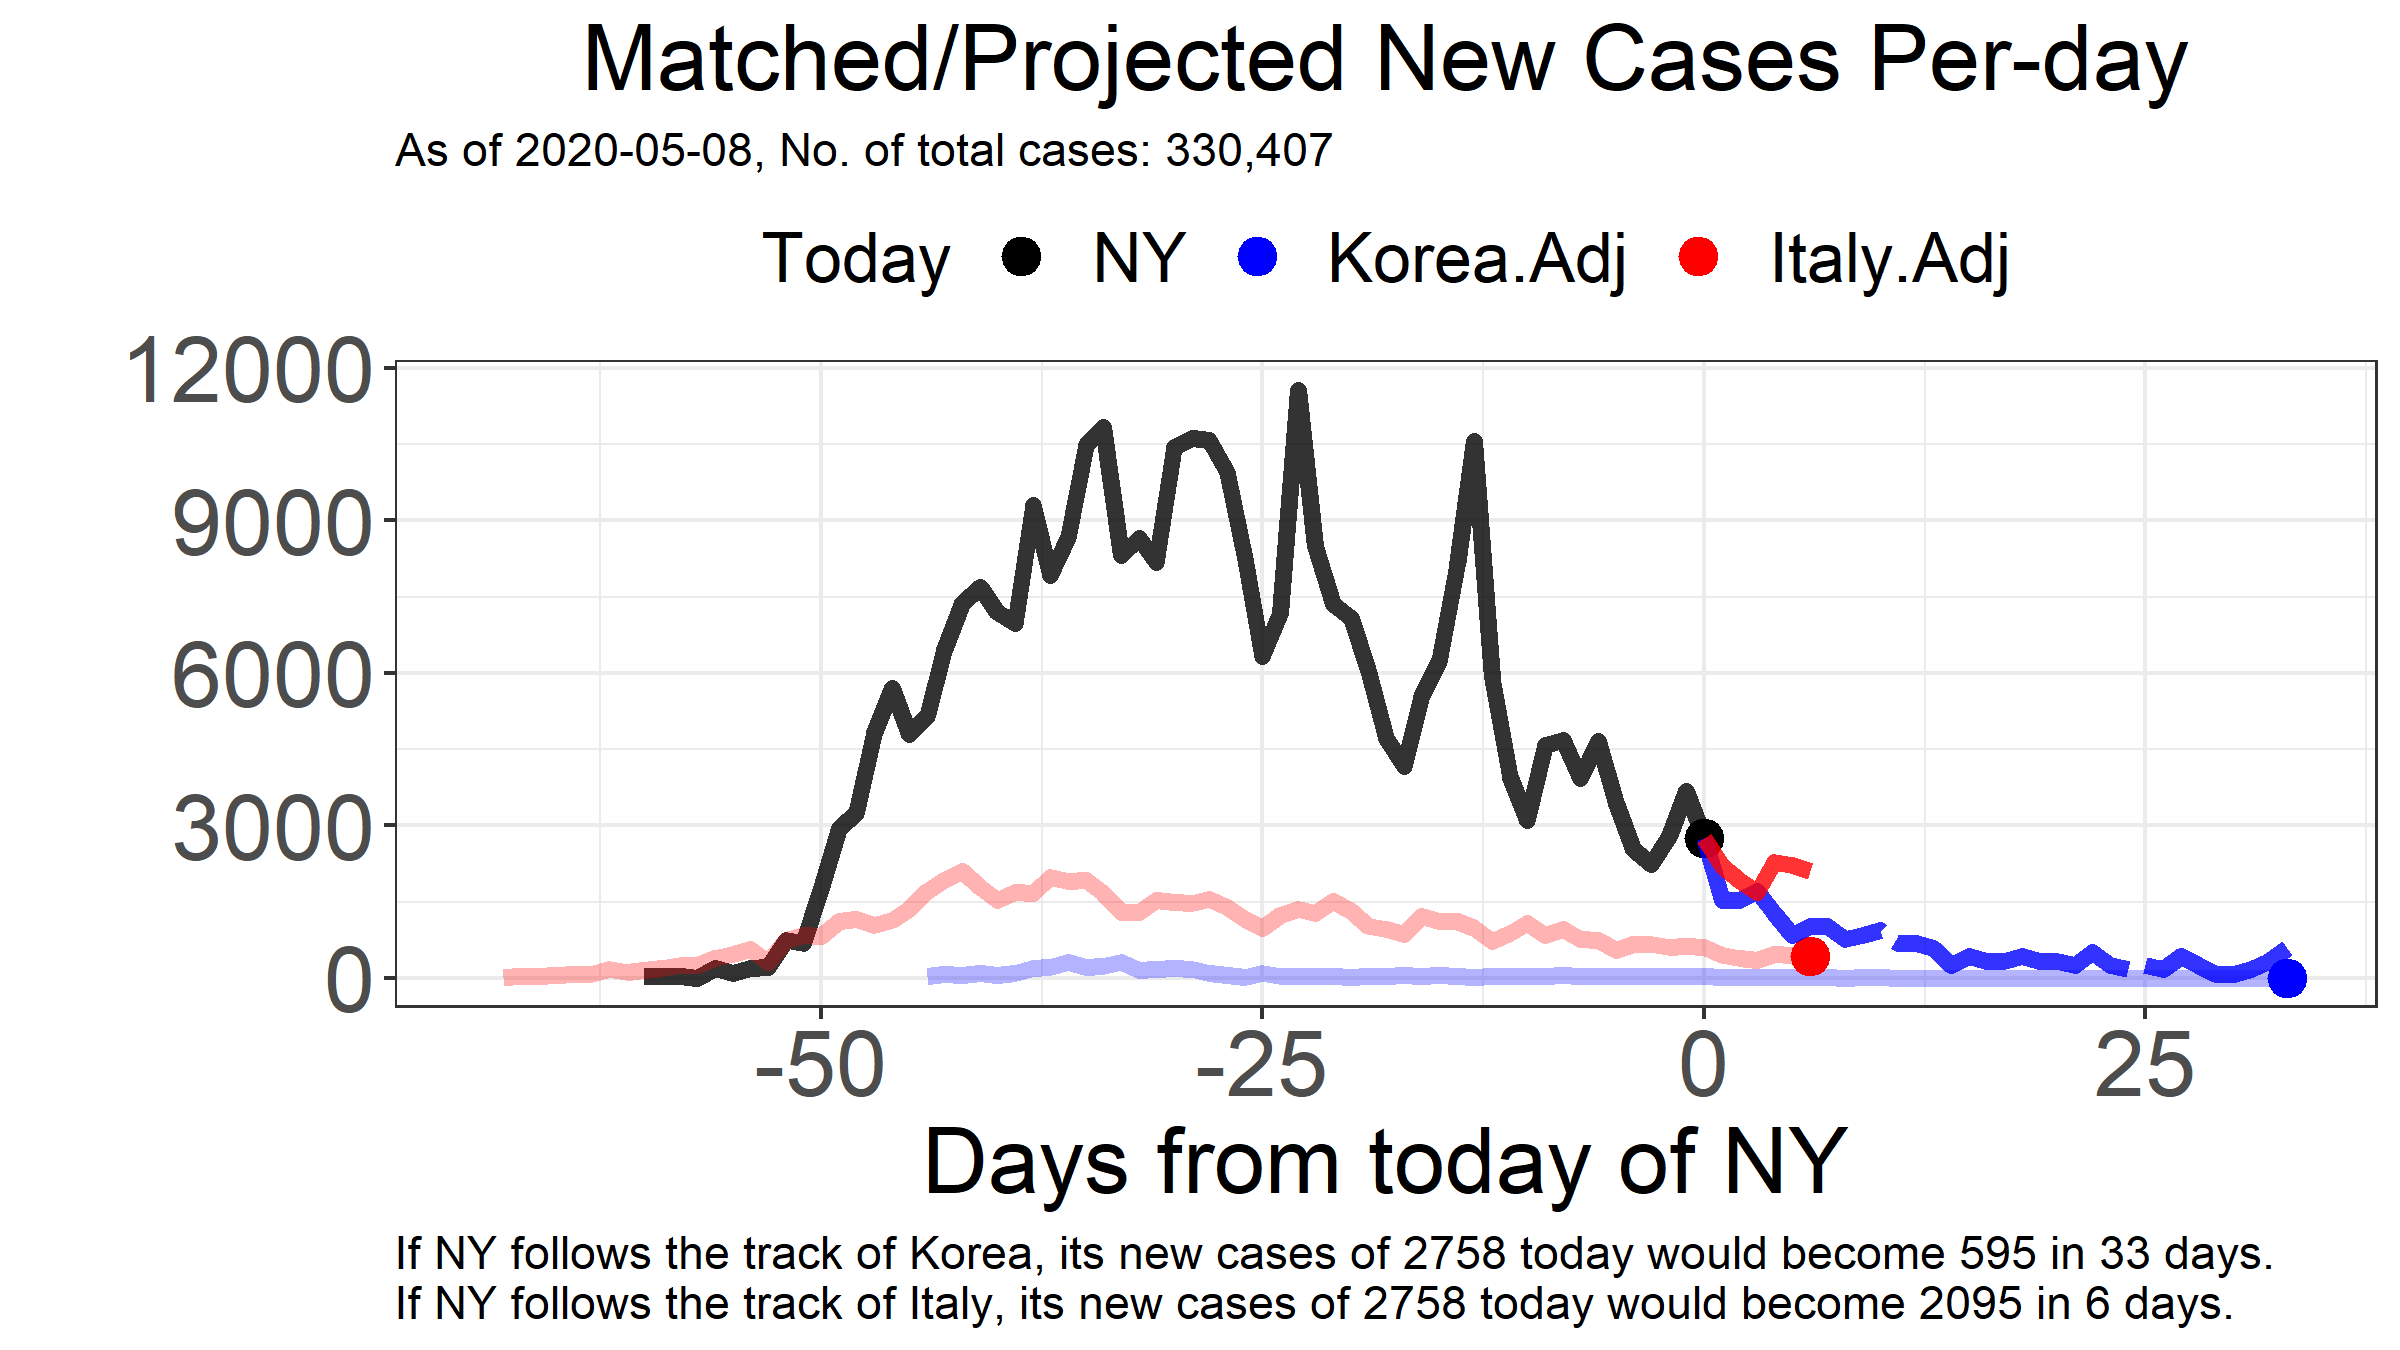 Matched/Projected New Cases Per-day
As of 2020-05-08, No. of total cases: 330,407
Today NY Korea.Adj Italy.Adj
12000
9000
6000
3000
0
-50 -25 0 25
Days from today of NY
If NY follows the track of Korea, its new cases of 2758 today would become 595 in 33 days.
If NY follows the track of Italy, its new cases of 2758 today would become 2095 in 6 days.